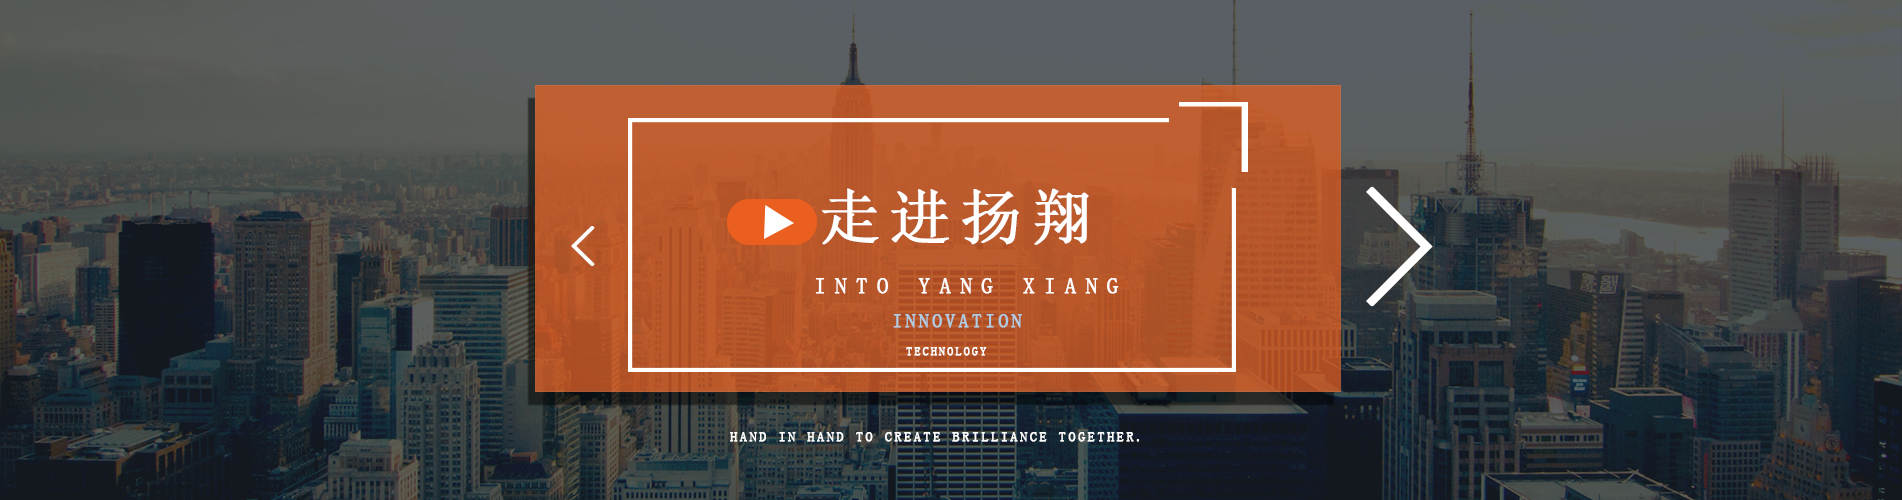 走进扬翔
INTO YANG XIANG
INNOVATION
TECHNOLOGY
HAND IN HAND TO CREATE BRILLIANCE TOGETHER.